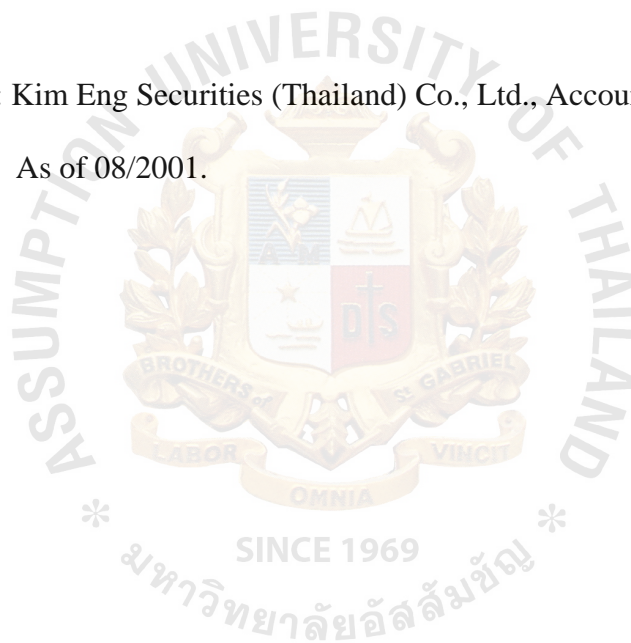 : Kim Eng Securities (Thailand) Co., Ltd., Accou
As of 08/2001.
ASSUMPTION UNIVERSITY OF THAILAND
A M
D S
BROTHERS of St GABRIEL
LABOR
VINCIT
OMNIA
SINCE 1969
* มหาวิทยาลัยอัสสัมชัญ *